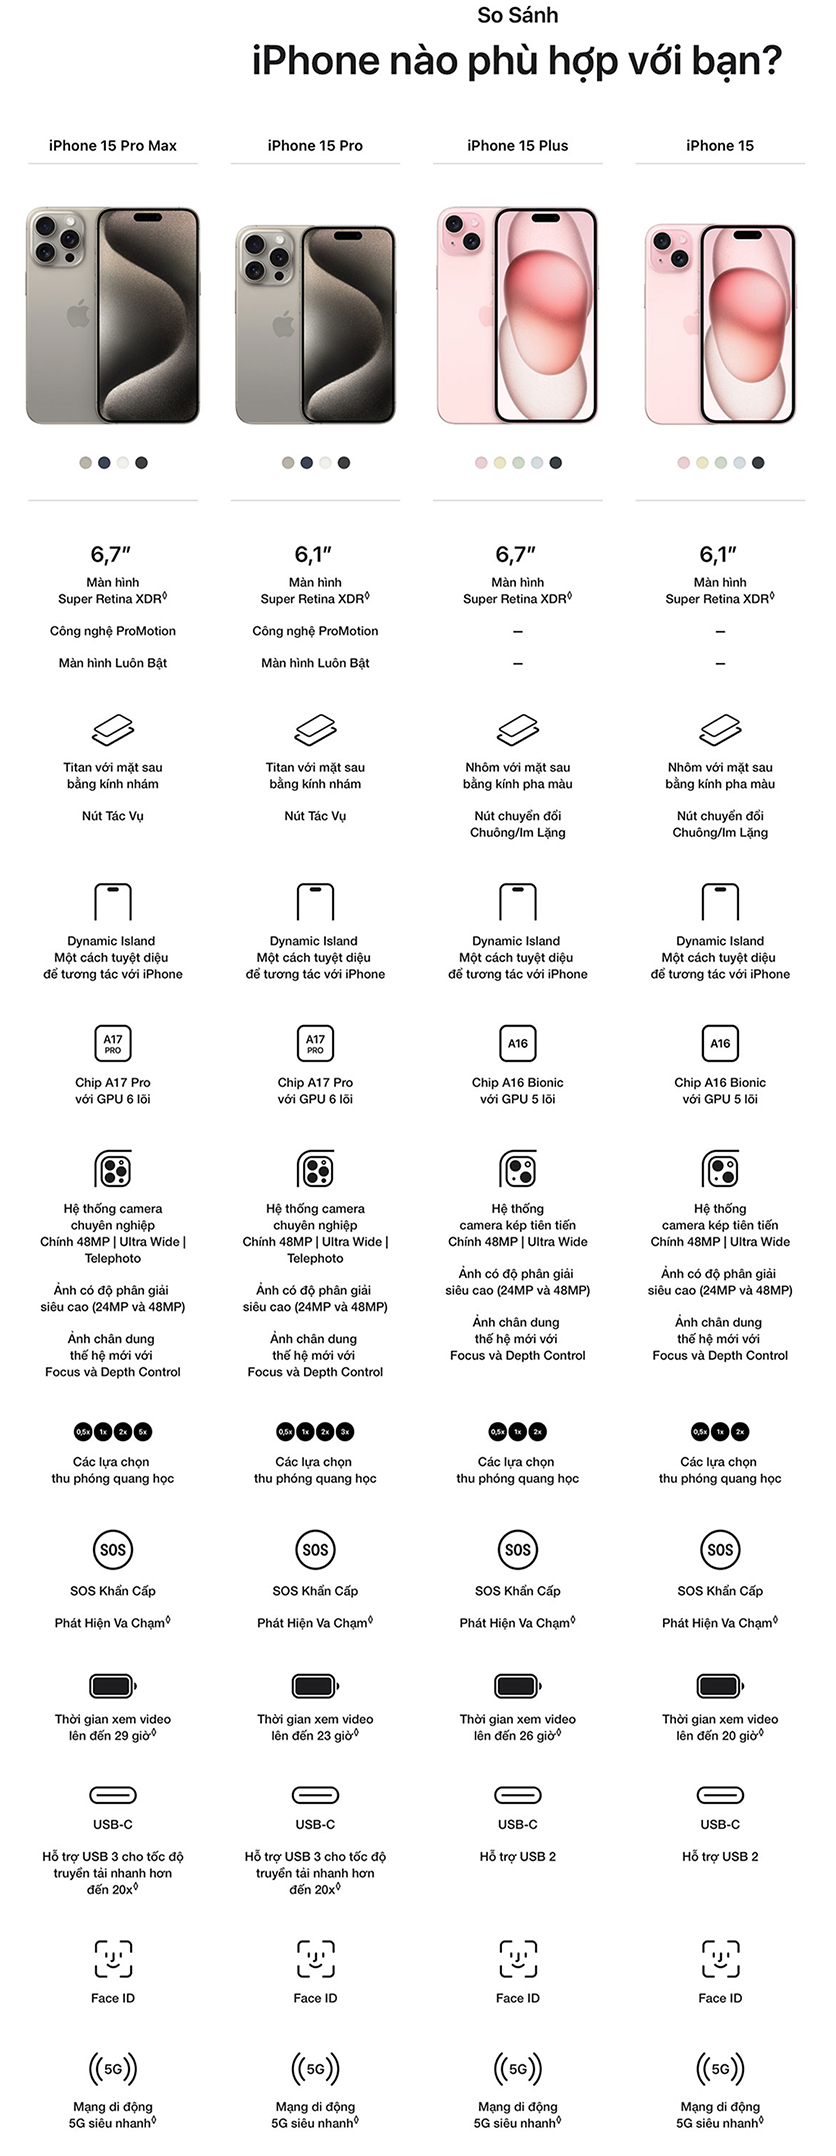 So Sánh
iPhone nào phù hợp với bạn?
iPhone 15 Pro Max
iPhone 15 Pro
iPhone 15 Plus
iPhone 15
6,7″
6,1″
6,7″
6,1″
Màn hình
Super Retina XDR◊
Màn hình
Super Retina XDR◊
Màn hình
Super Retina XDR◊
Màn hình
Super Retina XDR◊
Công nghệ ProMotion
Công nghệ ProMotion
–
–
Màn hình Luôn Bật
Màn hình Luôn Bật
–
–
Titan với mặt sau
bằng kính nhám
Titan với mặt sau
bằng kính nhám
Nhôm với mặt sau
bằng kính pha màu
Nhôm với mặt sau
bằng kính pha màu
Nút Tác Vụ
Nút Tác Vụ
Nút chuyển đổi
Chuông/Im Lặng
Nút chuyển đổi
Chuông/Im Lặng
Dynamic Island
Một cách tuyệt diệu
để tương tác với iPhone
Dynamic Island
Một cách tuyệt diệu
để tương tác với iPhone
Dynamic Island
Một cách tuyệt diệu
để tương tác với iPhone
Dynamic Island
Một cách tuyệt diệu
để tương tác với iPhone
A17
PRO
A17
PRO
A16
A16
Chip A17 Pro
với GPU 6 lõi
Chip A17 Pro
với GPU 6 lõi
Chip A16 Bionic
với GPU 5 lõi
Chip A16 Bionic
với GPU 5 lõi
Hệ thống camera
chuyên nghiệp
Chính 48MP | Ultra Wide |
Telephoto
Hệ thống camera
chuyên nghiệp
Chính 48MP | Ultra Wide |
Telephoto
Hệ thống
camera kép tiên tiến
Chính 48MP | Ultra Wide
Hệ thống
camera kép tiên tiến
Chính 48MP | Ultra Wide
Ảnh có độ phân giải
siêu cao (24MP và 48MP)
Ảnh có độ phân giải
siêu cao (24MP và 48MP)
Ảnh có độ phân giải
siêu cao (24MP và 48MP)
Ảnh có độ phân giải
siêu cao (24MP và 48MP)
Ảnh chân dung
thế hệ mới với
Focus và Depth Control
Ảnh chân dung
thế hệ mới với
Focus và Depth Control
Ảnh chân dung
thế hệ mới với
Focus và Depth Control
Ảnh chân dung
thế hệ mới với
Focus và Depth Control
0,5x 1x 2x 5x
0,5x 1x 2x 3x
0,5x 1x 2x
0,5x 1x 2x
Các lựa chọn
thu phóng quang học
Các lựa chọn
thu phóng quang học
Các lựa chọn
thu phóng quang học
Các lựa chọn
thu phóng quang học
SOS
SOS
SOS
SOS
SOS Khẩn Cấp
SOS Khẩn Cấp
SOS Khẩn Cấp
SOS Khẩn Cấp
Phát Hiện Va Chạm◊
Phát Hiện Va Chạm◊
Phát Hiện Va Chạm◊
Phát Hiện Va Chạm◊
Thời gian xem video
lên đến 29 giờ◊
Thời gian xem video
lên đến 23 giờ◊
Thời gian xem video
lên đến 26 giờ◊
Thời gian xem video
lên đến 20 giờ◊
USB-C
USB-C
USB-C
USB-C
Hỗ trợ USB 3 cho tốc độ
truyền tải nhanh hơn
đến 20x◊
Hỗ trợ USB 3 cho tốc độ
truyền tải nhanh hơn
đến 20x◊
Hỗ trợ USB 2
Hỗ trợ USB 2
Face ID
Face ID
Face ID
Face ID
5G
5G
5G
5G
Mạng di động
5G siêu nhanh◊
Mạng di động
5G siêu nhanh◊
Mạng di động
5G siêu nhanh◊
Mạng di động
5G siêu nhanh◊